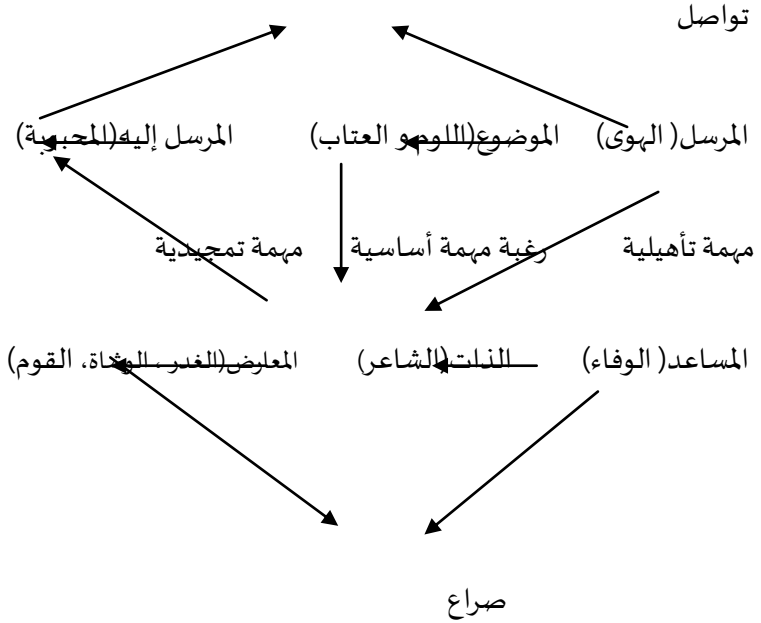 تواصل
المرسل( الهوى) الموضوع(اللوم و العتاب) المرسل إليه(المحبوبة)
مهمة تأهيلية رغبة مهمة أساسية مهمة تمجيدية
المساعد( الوفاء) الذات(الشاعر) المعارض(الغدر ، الوشاة، القوم)
صراع